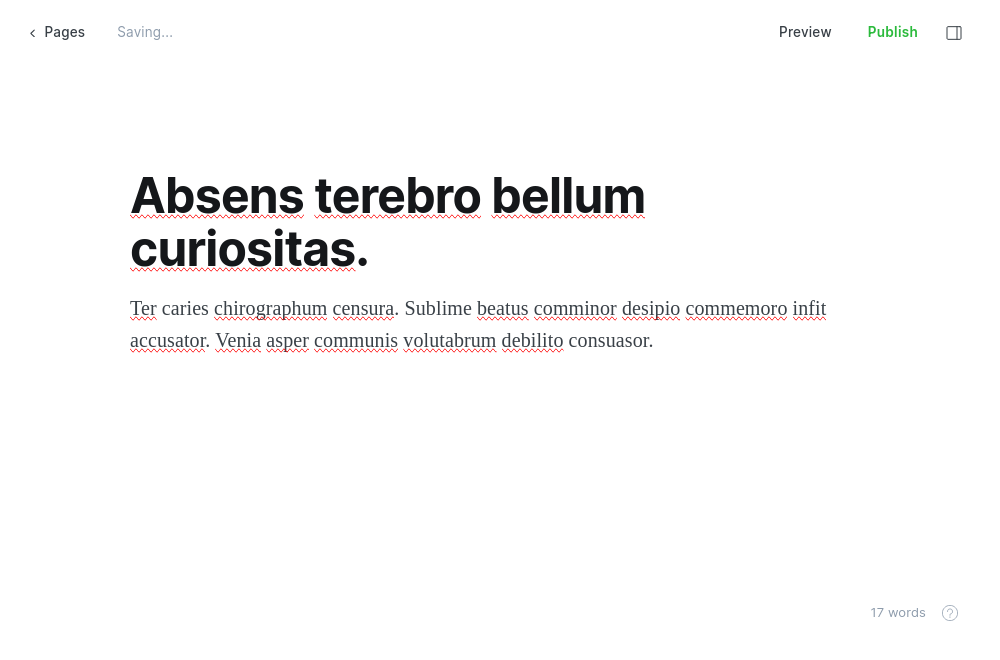 Pages Saving... Preview Publish
Absens terebro bellum
curiositas.
Ter caries chirographum censura. Sublime beatus comminor desipio commemoro infit
accusator. Venia asper communis volutabrum debilito consuasor.
17 words ?